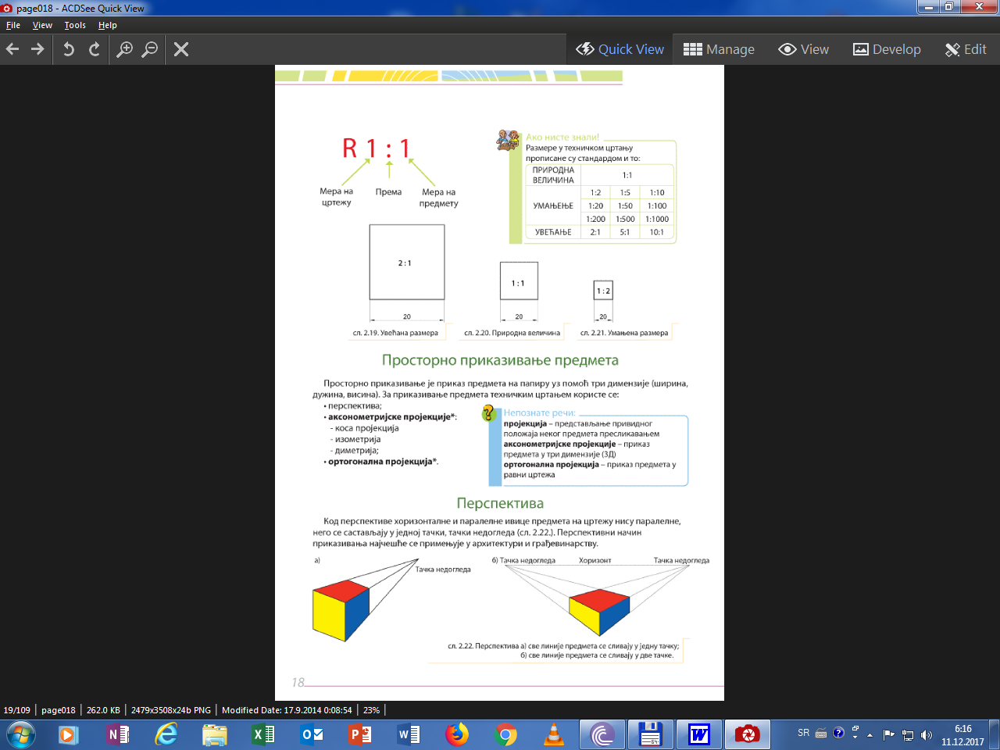 page018 - ACDSee Quick View
File View Tools Help
Quick View Manage View Develop Edit
R 1 : 1
Мера на цртежу
Према
Мера на предмету
Ако нисте знали!
Размере у техничком цртању
прописане су стандардом и то:
ПРИРОДНА ВЕЛИЧИНА 1:1
УМАЊЕЊЕ 1:2 1:5 1:10
1:20 1:50 1:100
1:200 1:500 1:1000
УВЕЋАЊЕ 2:1 5:1 10:1
2 : 1
1 : 1
1 : 2
20
20
20
сл. 2.19. Увећана размера
сл. 2.20. Природна величина
сл. 2.21. Умањена размера
Просторно приказивање предмета
Просторно приказивање је приказ предмета на папиру уз помоћ три димензије (ширина,
дужина, висина). За приказивање предмета техничким цртањем користе се:
• перспектива;
• аксонометријске пројекције*:
- коса пројекција
- изометрија
- диметрија;
• ортогонална пројекција*.
Непознате речи:
пројекција – представљање привидног
положаја неког предмета пресликавањем
аксонометријске пројекције – приказ
предмета у три димензије (3Д)
ортогонална пројекција – приказ предмета у
равни цртежа
Перспектива
Код перспективе хоризонталне и паралелне ивице предмета на цртежу нису паралелне,
него се састављају у једној тачки, тачки недогледа (сл. 2.22.). Перспективни начин
приказивања најчешће се примењује у архитектури и грађевинарству.
а)
Тачка недогледа
б) Тачка недогледа Хоризонт Тачка недогледа
сл. 2.22. Перспектива а) све линије предмета се сливају у једну тачку;
б) све линије предмета се сливају у две тачке.
18
19/109 page018 262.0 KB 2479x3508x24b PNG Modified Date: 17.9.2014 0:08:54 23%
SR
6:16
11.12.2017